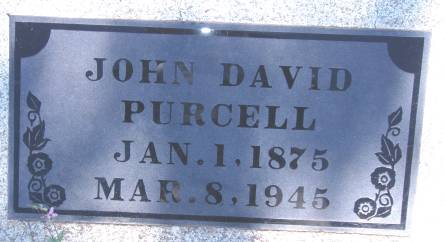 JOHN DAVID
PURCELL
JAN. 1, 1875
MAR. 8, 1945